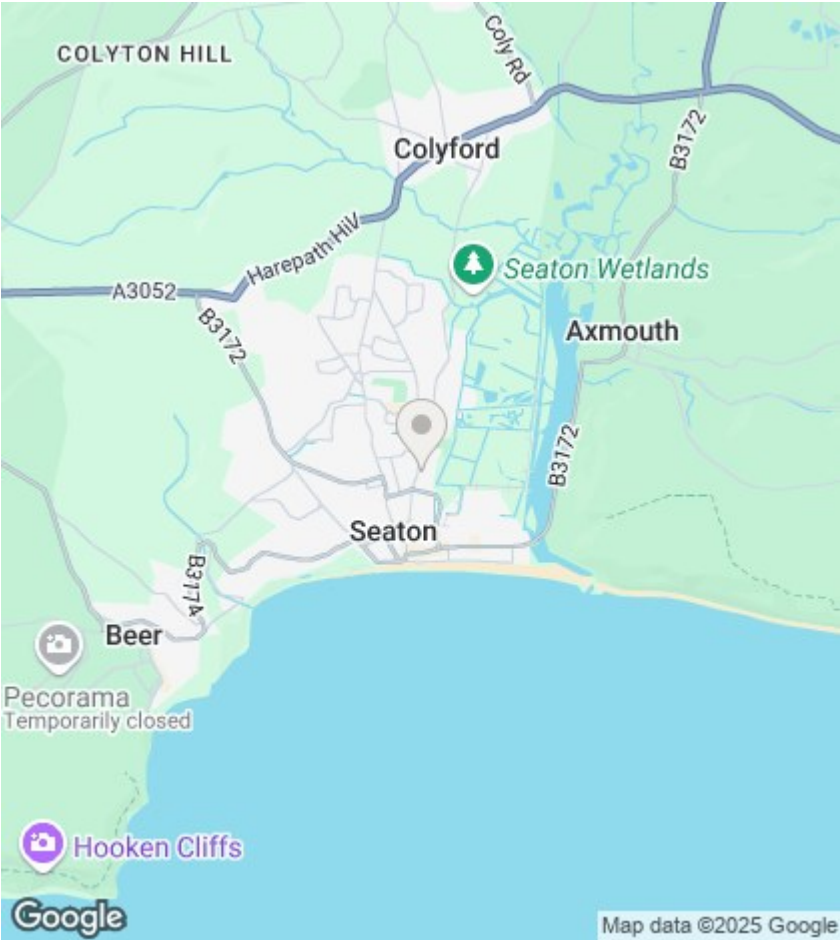 COLYTON HILL
Coly Rd
Colyford
B3172
Harepath Hill
Seaton Wetlands
A3052
B3172
Axmouth
B3172
Seaton
B3174
Beer
Pecorama
Temporarily closed
Hooken Cliffs
Google
Map data ©2025 Google